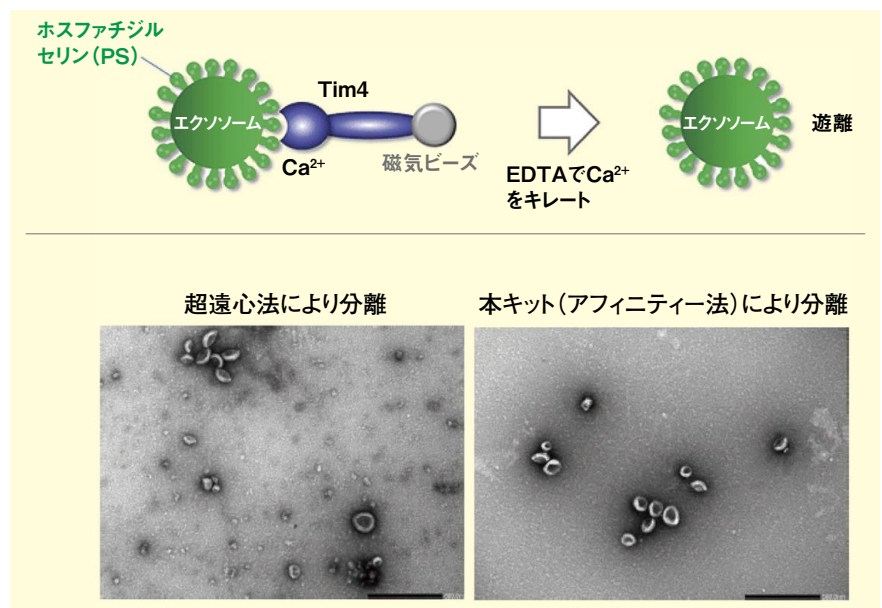 ホスファチジル
セリン(PS)
エクソソーム
Tim4
Ca²⁺
磁気ビーズ
EDTAでCa²⁺
をキレート
エクソソーム
遊離
超遠心法により分離
本キット(アフィニティー法)により分離